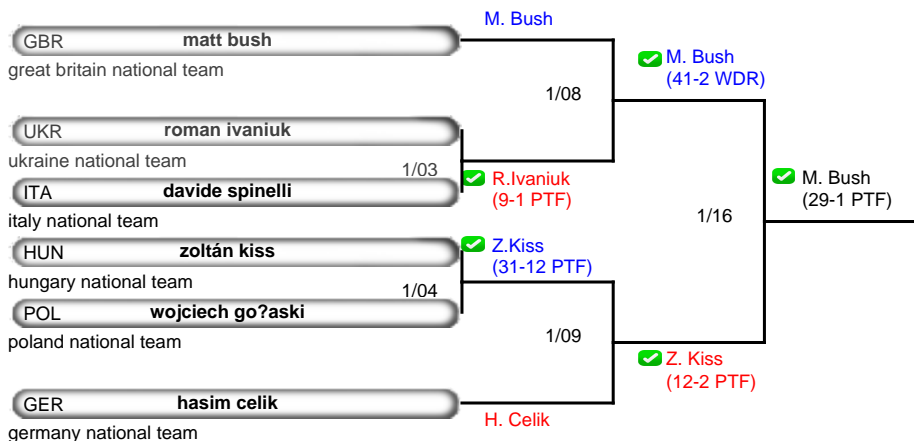 M. Bush
GBR matt bush
great britain national team
M. Bush
(41-2 WDR)
1/08
UKR roman ivaniuk
ukraine national team
1/03
R.Ivaniuk
(9-1 PTF)
ITA davide spinelli
italy national team
M. Bush
(29-1 PTF)
1/16
HUN zoltán kiss
hungary national team
Z.Kiss
(31-12 PTF)
1/04
POL wojciech go?aski
poland national team
1/09
Z. Kiss
(12-2 PTF)
GER hasim celik
germany national team
H. Celik